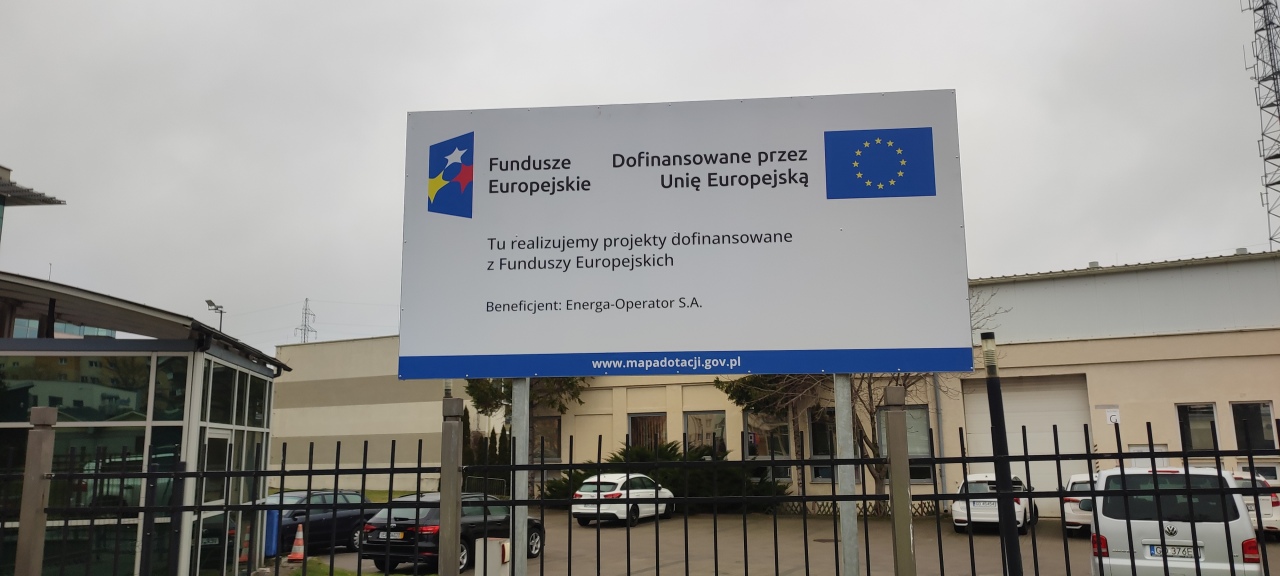 Fundusze
Europejskie
Dofinansowane przez
Unię Europejską
Tu realizujemy projekty dofinansowane
z Funduszy Europejskich
Beneficjent: Energa-Operator S.A.
www.mapadotacji.gov.pl
G